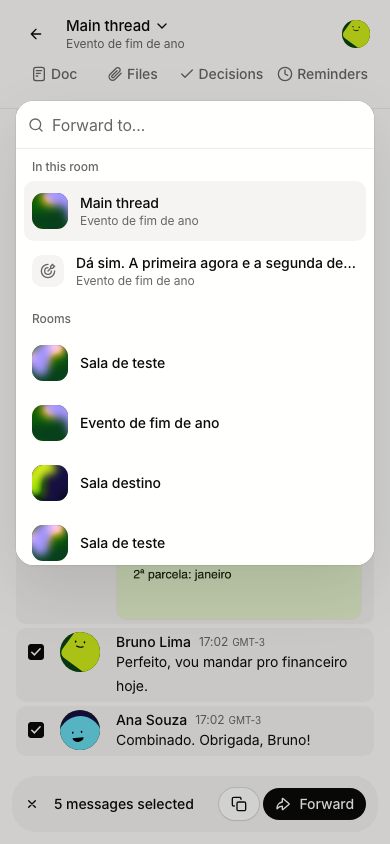 Main thread
Evento de fim de ano
Doc Files Decisions Reminders
Forward to...
In this room
Main thread
Evento de fim de ano
Dá sim. A primeira agora e a segunda de...
Evento de fim de ano
Rooms
Sala de teste
Evento de fim de ano
Sala destino
Sala de teste
2ª parcela: janeiro
Bruno Lima 17:02 GMT-3
Perfeito, vou mandar pro financeiro
hoje.
Ana Souza 17:02 GMT-3
Combinado. Obrigada, Bruno!
5 messages selected Forward